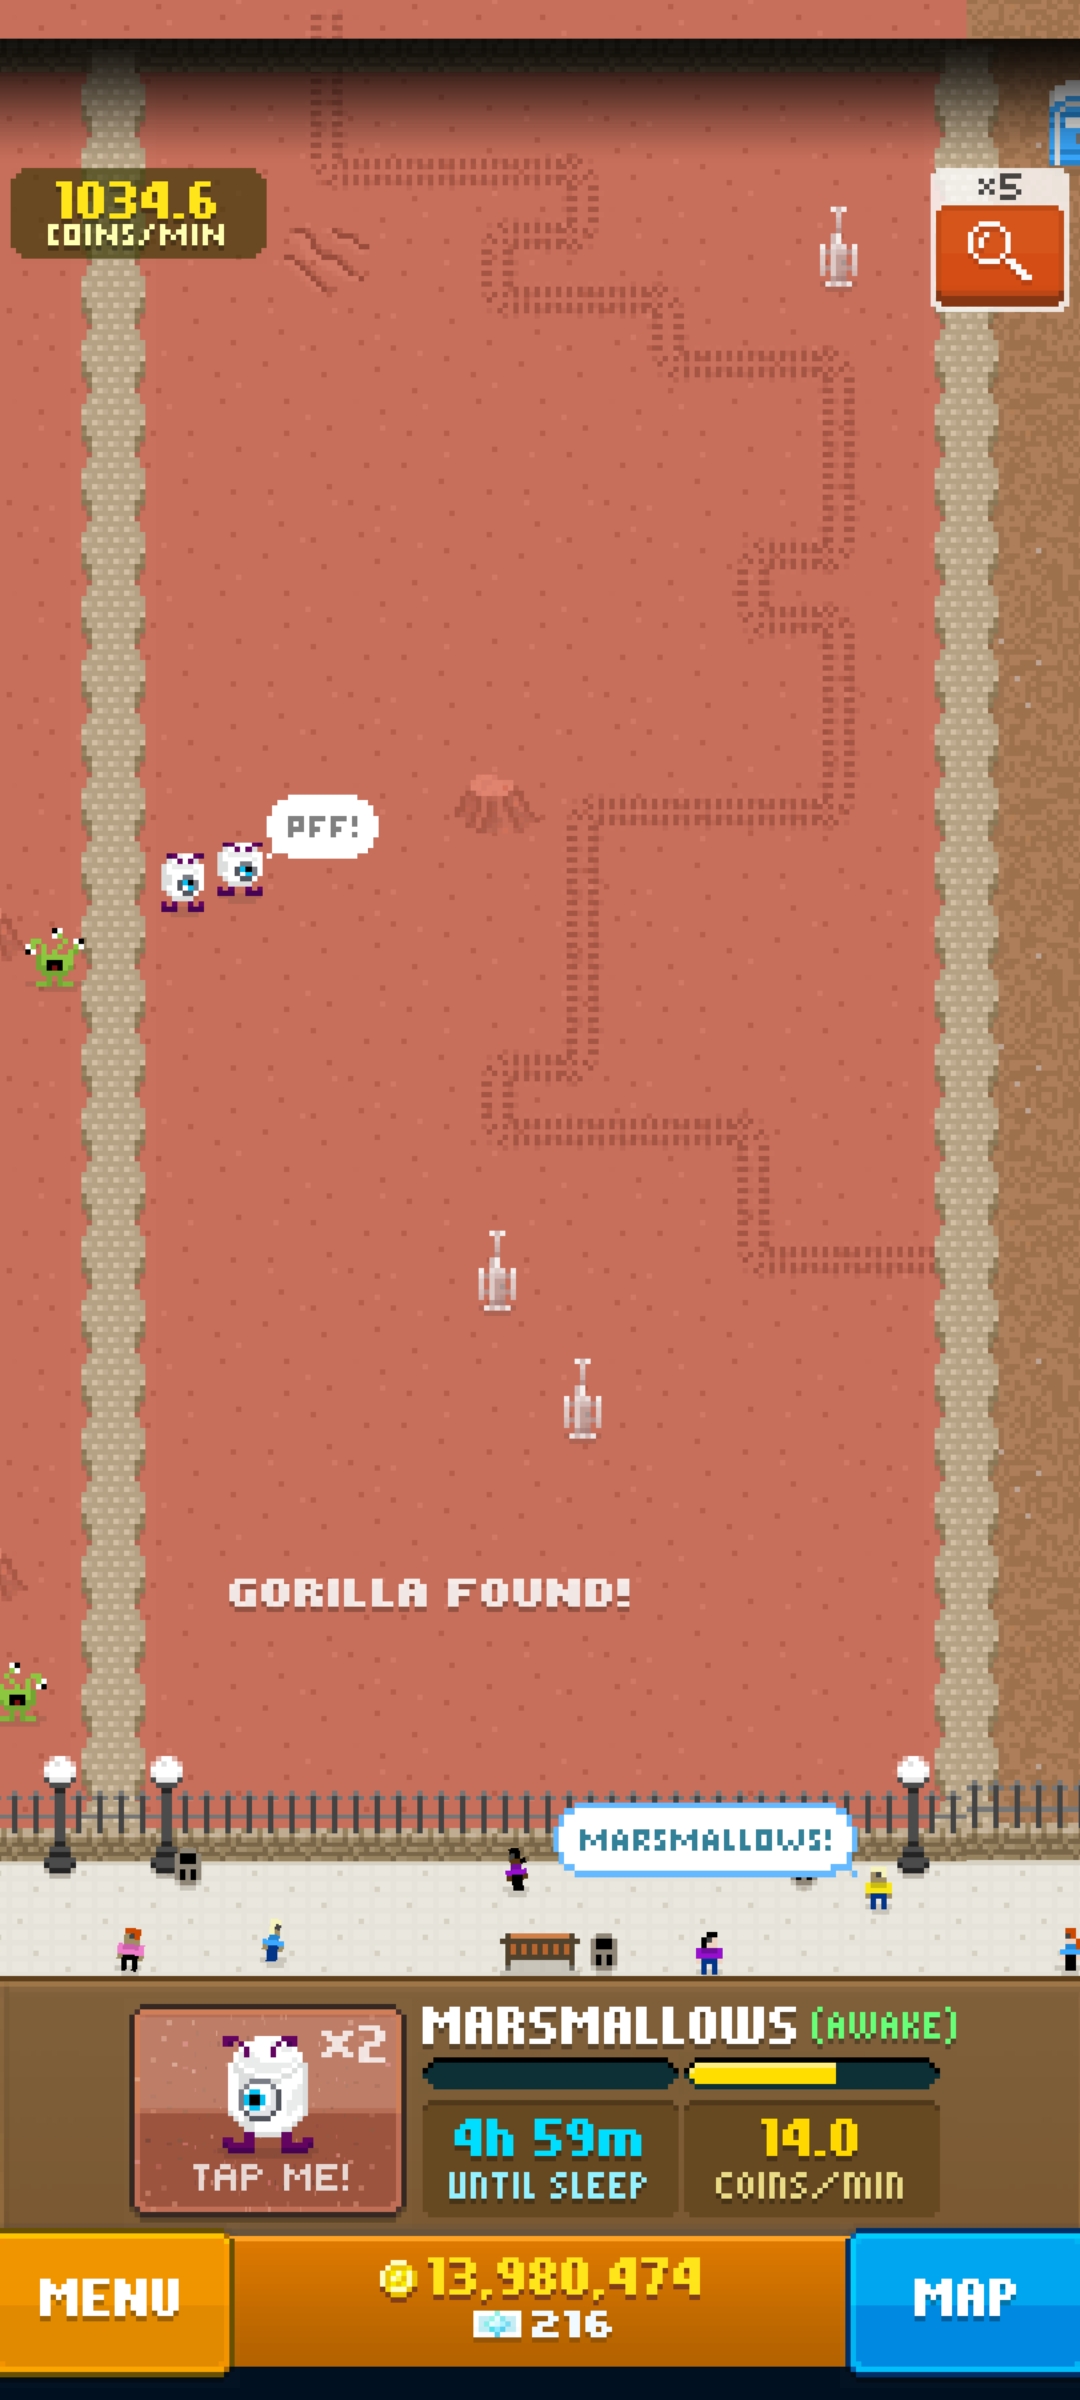 1034.6
COINS/MIN
x5
PFF!
GORILLA FOUND!
MARSMALLOWS!
x2
TAP ME!
MARSMALLOWS (AWAKE)
4h 59m
UNTIL SLEEP
14.0
COINS/MIN
MENU
13,980,474
216
MAP